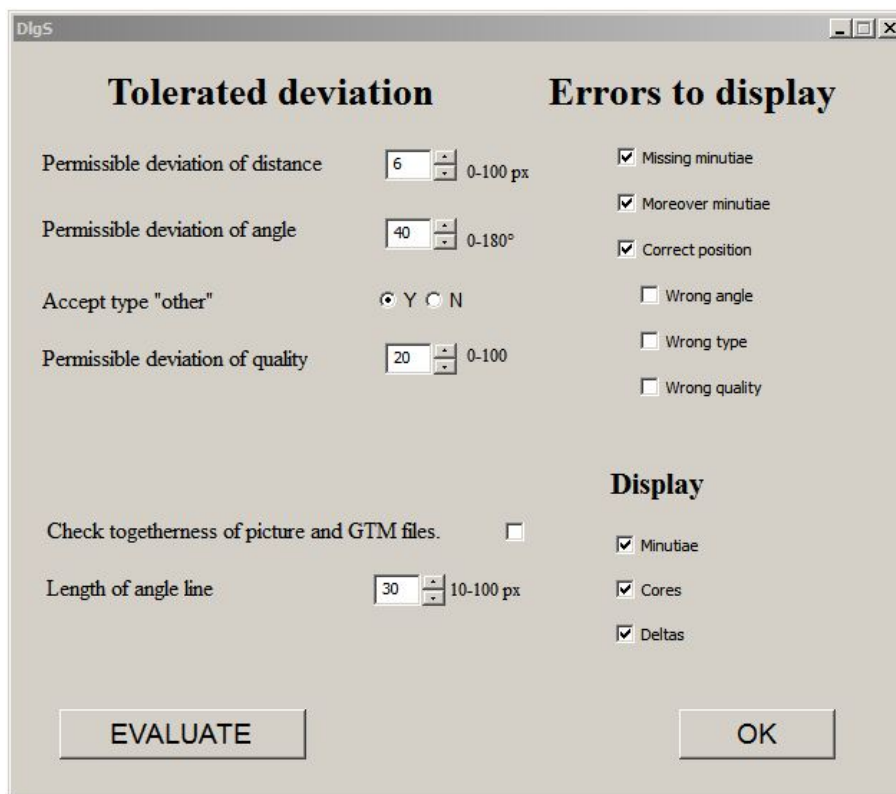 DlgS
Tolerated deviation
Errors to display
Permissible deviation of distance 6 0-100 px
Missing minutiae
Permissible deviation of angle 40 0-180°
Moreover minutiae
Correct position
Accept type "other" Y N
Wrong angle
Permissible deviation of quality 20 0-100
Wrong type
Wrong quality
Display
Check togetherness of picture and GTM files.
Minutiae
Length of angle line 30 10-100 px
Cores
Deltas
EVALUATE
OK